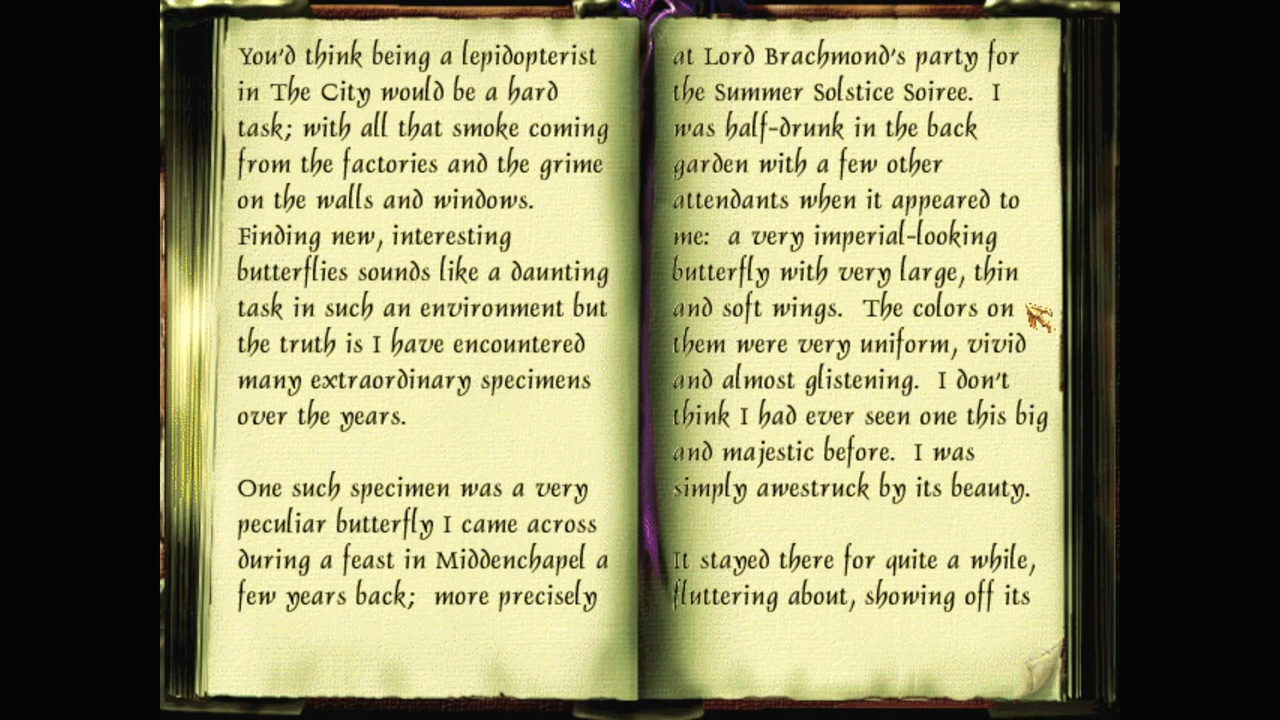 You'd think being a lepidopterist
in The City would be a hard
task; with all that smoke coming
from the factories and the grime
on the walls and windows.
Finding new, interesting
butterflies sounds like a daunting
task in such an environment but
the truth is I have encountered
many extraordinary specimens
over the years.
One such specimen was a very
peculiar butterfly I came across
during a feast in Middenchapel a
few years back;  more precisely
at Lord Brachmond's party for
the Summer Solstice Soiree.  I
was half-drunk in the back
garden with a few other
attendants when it appeared to
me:  a very imperial-looking
butterfly with very large, thin
and soft wings.  The colors on
them were very uniform, vivid
and almost glistening.  I don't
think I had ever seen one this big
and majestic before.  I was
simply awestruck by its beauty.
It stayed there for quite a while,
fluttering about, showing off its